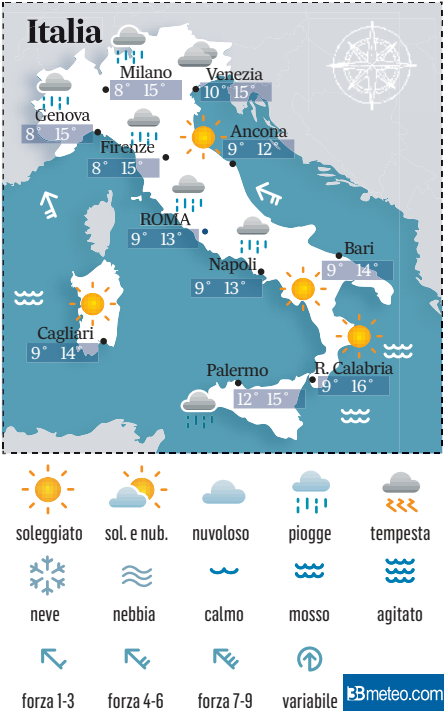 Italia
Milano
8° 15°
Venezia
10° 15°
Genova
8° 15°
Firenze
8° 15°
Ancona
9° 12°
ROMA
9° 13°
Napoli
9° 13°
Bari
9° 14°
Cagliari
9° 14
Palermo
12° 15°
R. Calabria
9° 16°
soleggiato sol. e nub. nuvoloso piogge tempesta
neve nebbia calmo mosso agitato
forza 1-3 forza 4-6 forza 7-9 variabile
3Bmeteo.com